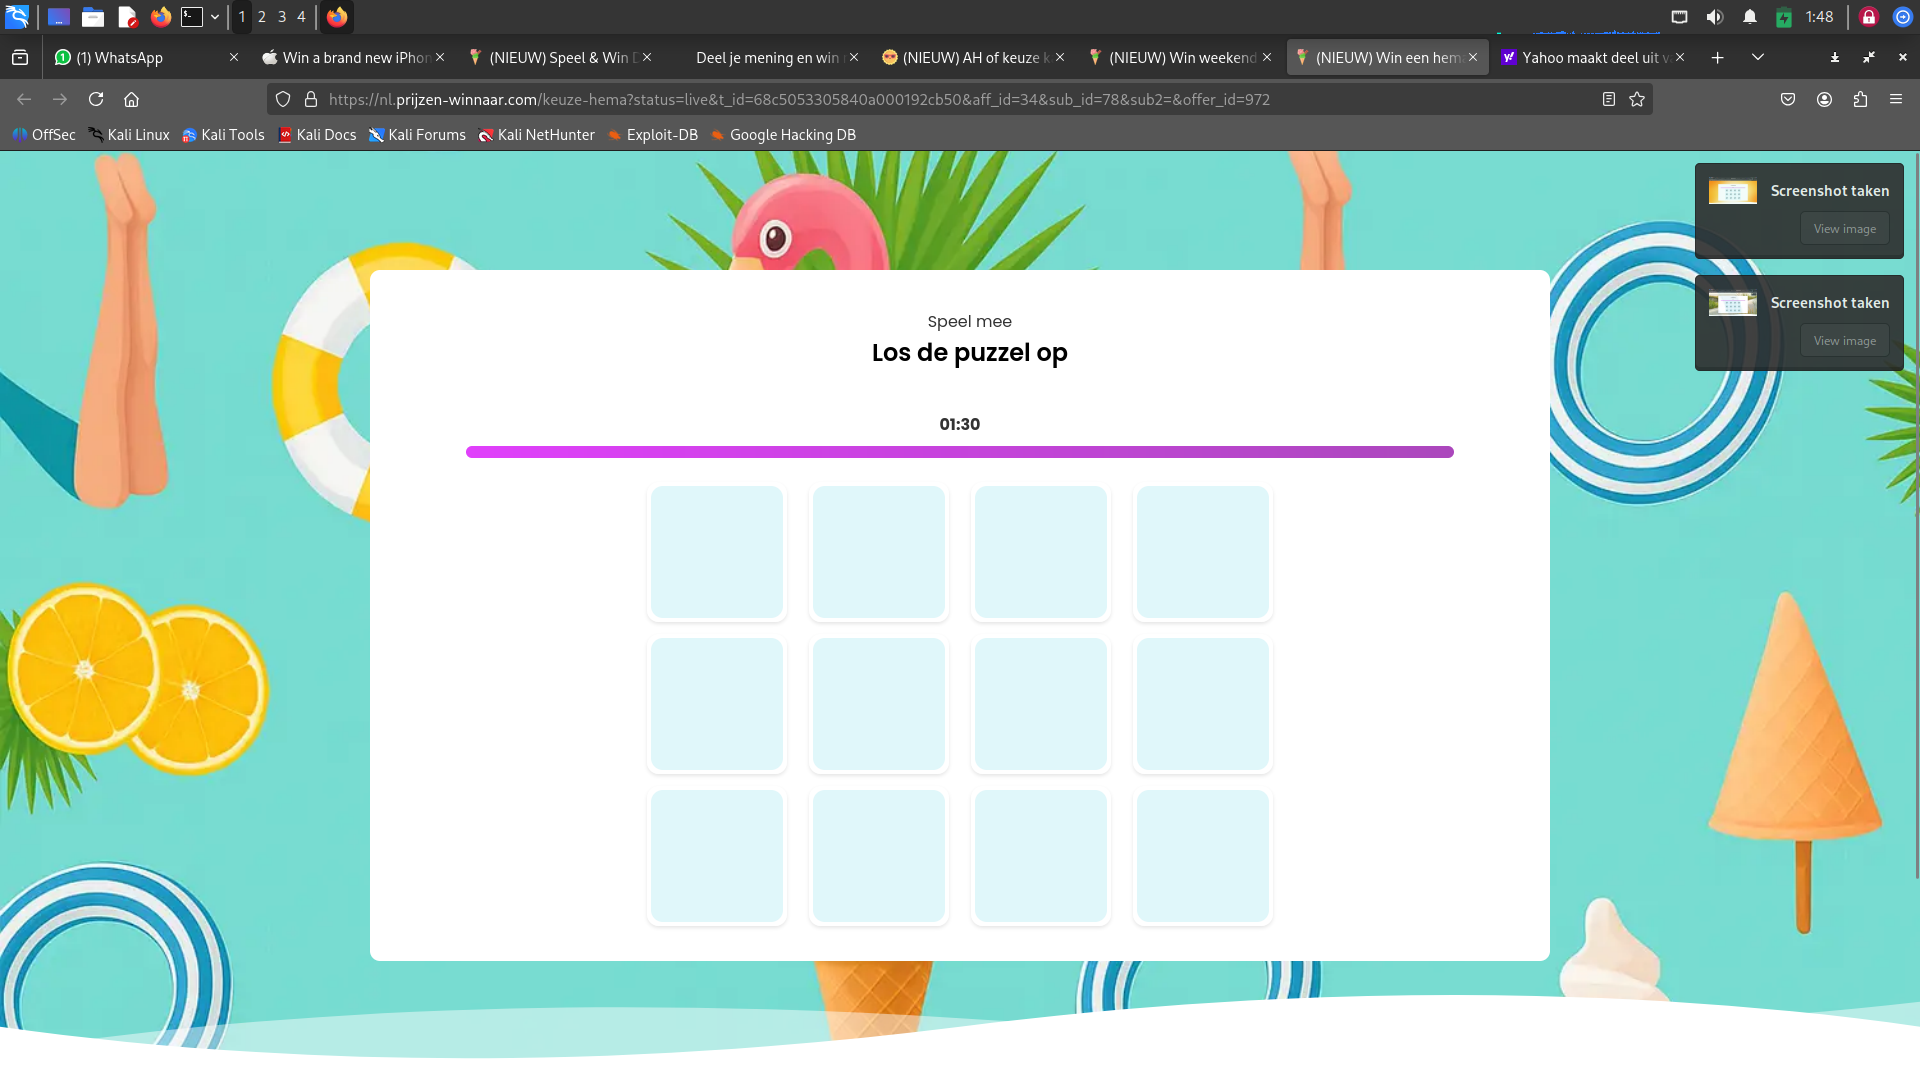 1 2 3 4
1:48
(1) WhatsApp
Win a brand new iPhon
(NIEUW) Speel & Win
Deel je mening en win
(NIEUW) AH of keuze k
(NIEUW) Win weekend
(NIEUW) Win een hema
Yahoo maakt deel uit v
https://nl.prijzen-winnaar.com/keuze-hema?status=live&t_id=68c5053305840a000192cb50&aff_id=34&sub_id=78&sub2=&offer_id=972
OffSec Kali Linux Kali Tools Kali Docs Kali Forums Kali NetHunter Exploit-DB Google Hacking DB
Screenshot taken
View image
Screenshot taken
View image
Speel mee
Los de puzzel op
01:30